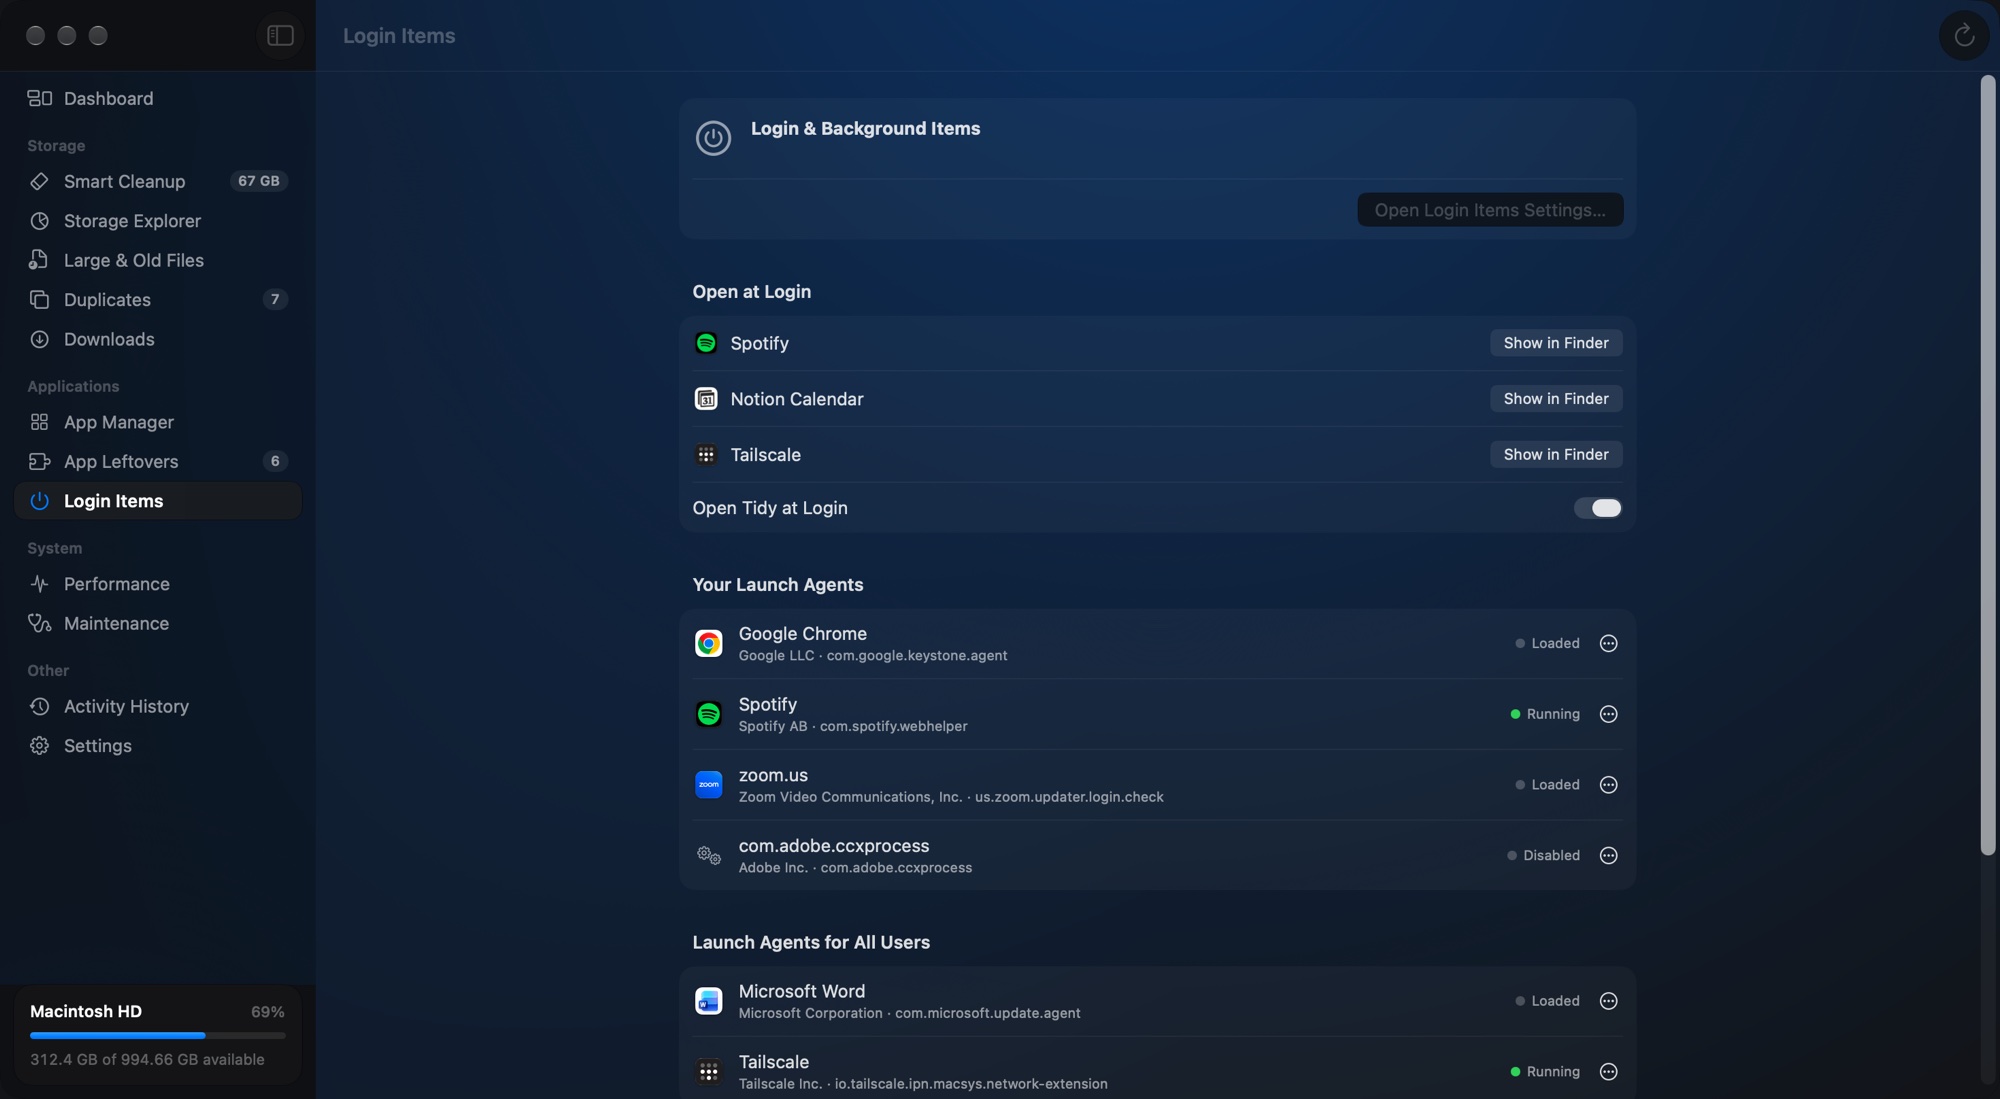 Login Items
Dashboard
Storage
Smart Cleanup 67 GB
Storage Explorer
Large & Old Files
Duplicates 7
Downloads
Applications
App Manager
App Leftovers 6
Login Items
System
Performance
Maintenance
Other
Activity History
Settings
Macintosh HD 69%
312.4 GB of 994.66 GB available
Login & Background Items
Open Login Items Settings...
Open at Login
Spotify Show in Finder
31
Notion Calendar Show in Finder
Tailscale Show in Finder
Open Tidy at Login
Your Launch Agents
Google Chrome
Google LLC · com.google.keystone.agent
Loaded
Spotify
Spotify AB · com.spotify.webhelper
Running
zoom
zoom.us
Zoom Video Communications, Inc. · us.zoom.updater.login.check
Loaded
com.adobe.ccxprocess
Adobe Inc. · com.adobe.ccxprocess
Disabled
Launch Agents for All Users
W
Microsoft Word
Microsoft Corporation · com.microsoft.update.agent
Loaded
Tailscale
Tailscale Inc. · io.tailscale.ipn.macsys.network-extension
Running